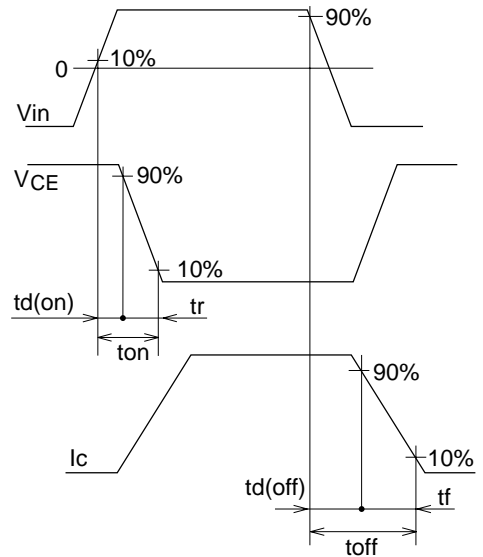 90%
10%
0
Vin
VCE
90%
10%
td(on)
tr
ton
90%
Ic
10%
td(off)
tf
toff